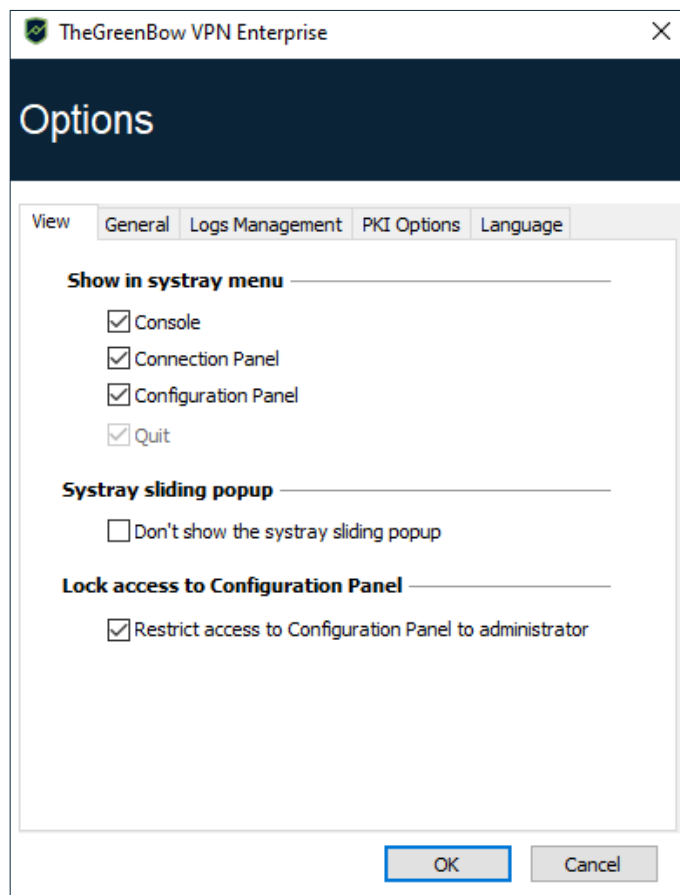 TheGreenBow VPN Enterprise
Options
View General Logs Management PKI Options Language
Show in systray menu
Console
Connection Panel
Configuration Panel
Quit
Systray sliding popup
Don't show the systray sliding popup
Lock access to Configuration Panel
Restrict access to Configuration Panel to administrator
OK Cancel